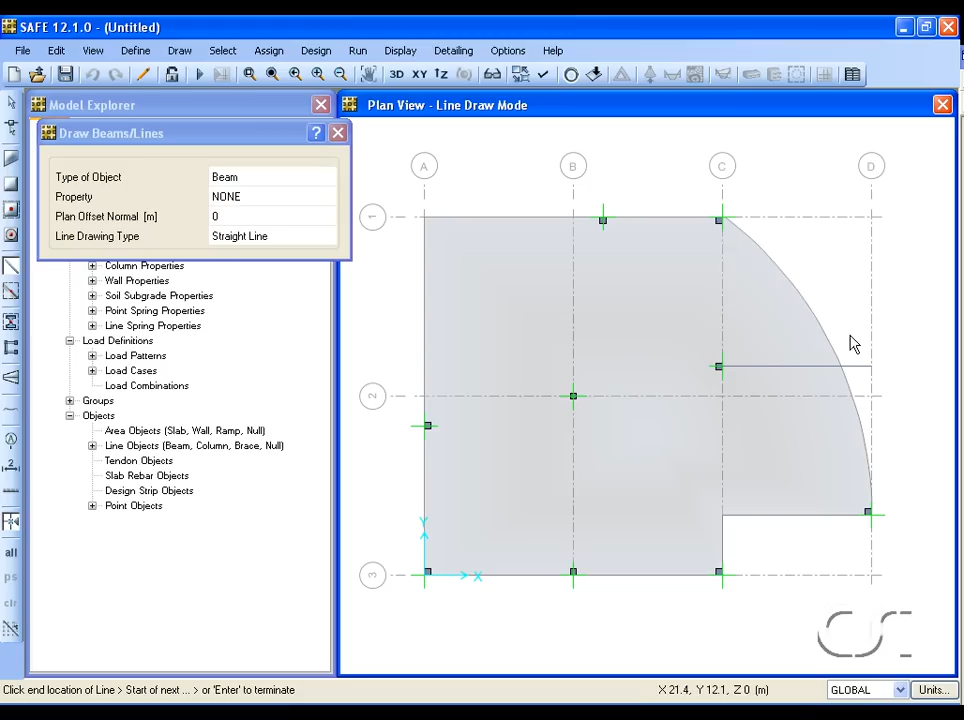 SAFE 12.1.0 - (Untitled)
File Edit View Define Draw Select Assign Design Run Display Detailing Options Help
3D XY
Model Explorer
Plan View - Line Draw Mode
Draw Beams/Lines
?
Type of Object Beam
Property NONE
Plan Offset Normal [m] 0
Line Drawing Type Straight Line
Column Properties
Wall Properties
Soil Subgrade Properties
Point Spring Properties
Line Spring Properties
Load Definitions
Load Patterns
Load Cases
Load Combinations
Groups
Objects
Area Objects (Slab, Wall, Ramp, Null)
Line Objects (Beam, Column, Brace, Null)
Tendon Objects
Slab Rebar Objects
Design Strip Objects
Point Objects
all
ps
clr
A B C D
1
2
3
Y
X
CSI
Click end location of Line > Start of next ... > or 'Enter' to terminate
X 21.4, Y 12.1, Z 0 (m)
GLOBAL
Units...